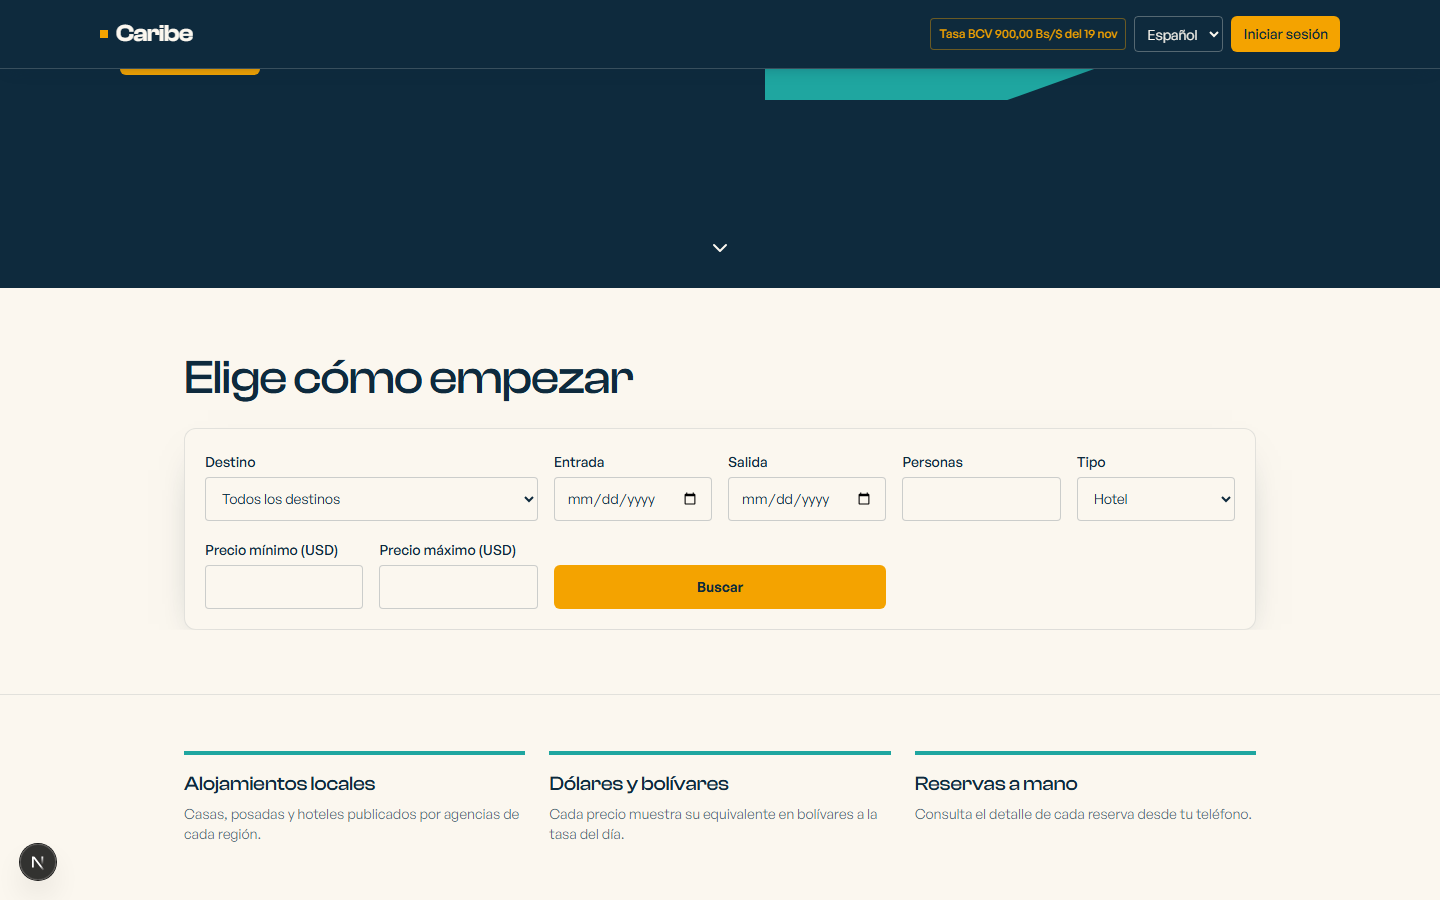 Caribe
Tasa BCV 900,00 Bs/$ del 19 nov
Español
Iniciar sesión
Elige cómo empezar
Destino
Entrada
Salida
Personas
Tipo
Todos los destinos
mm/dd/yyyy
mm/dd/yyyy
Hotel
Precio mínimo (USD)
Precio máximo (USD)
Buscar
Alojamientos locales
Casas, posadas y hoteles publicados por agencias de
cada región.
Dólares y bolívares
Cada precio muestra su equivalente en bolívares a la
tasa del día.
Reservas a mano
Consulta el detalle de cada reserva desde tu teléfono.
N